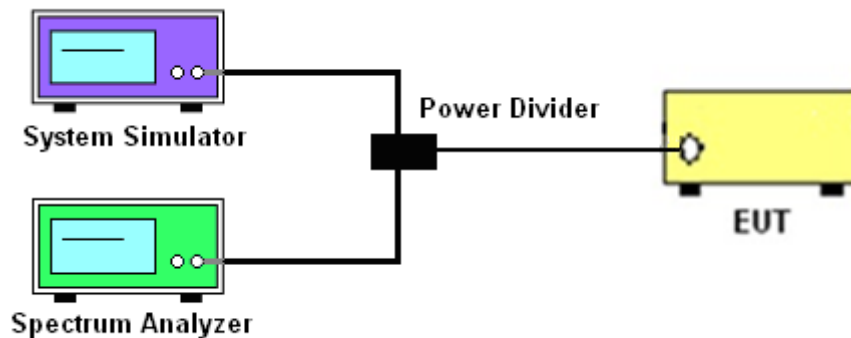 System Simulator
Power Divider
EUT
Spectrum Analyzer